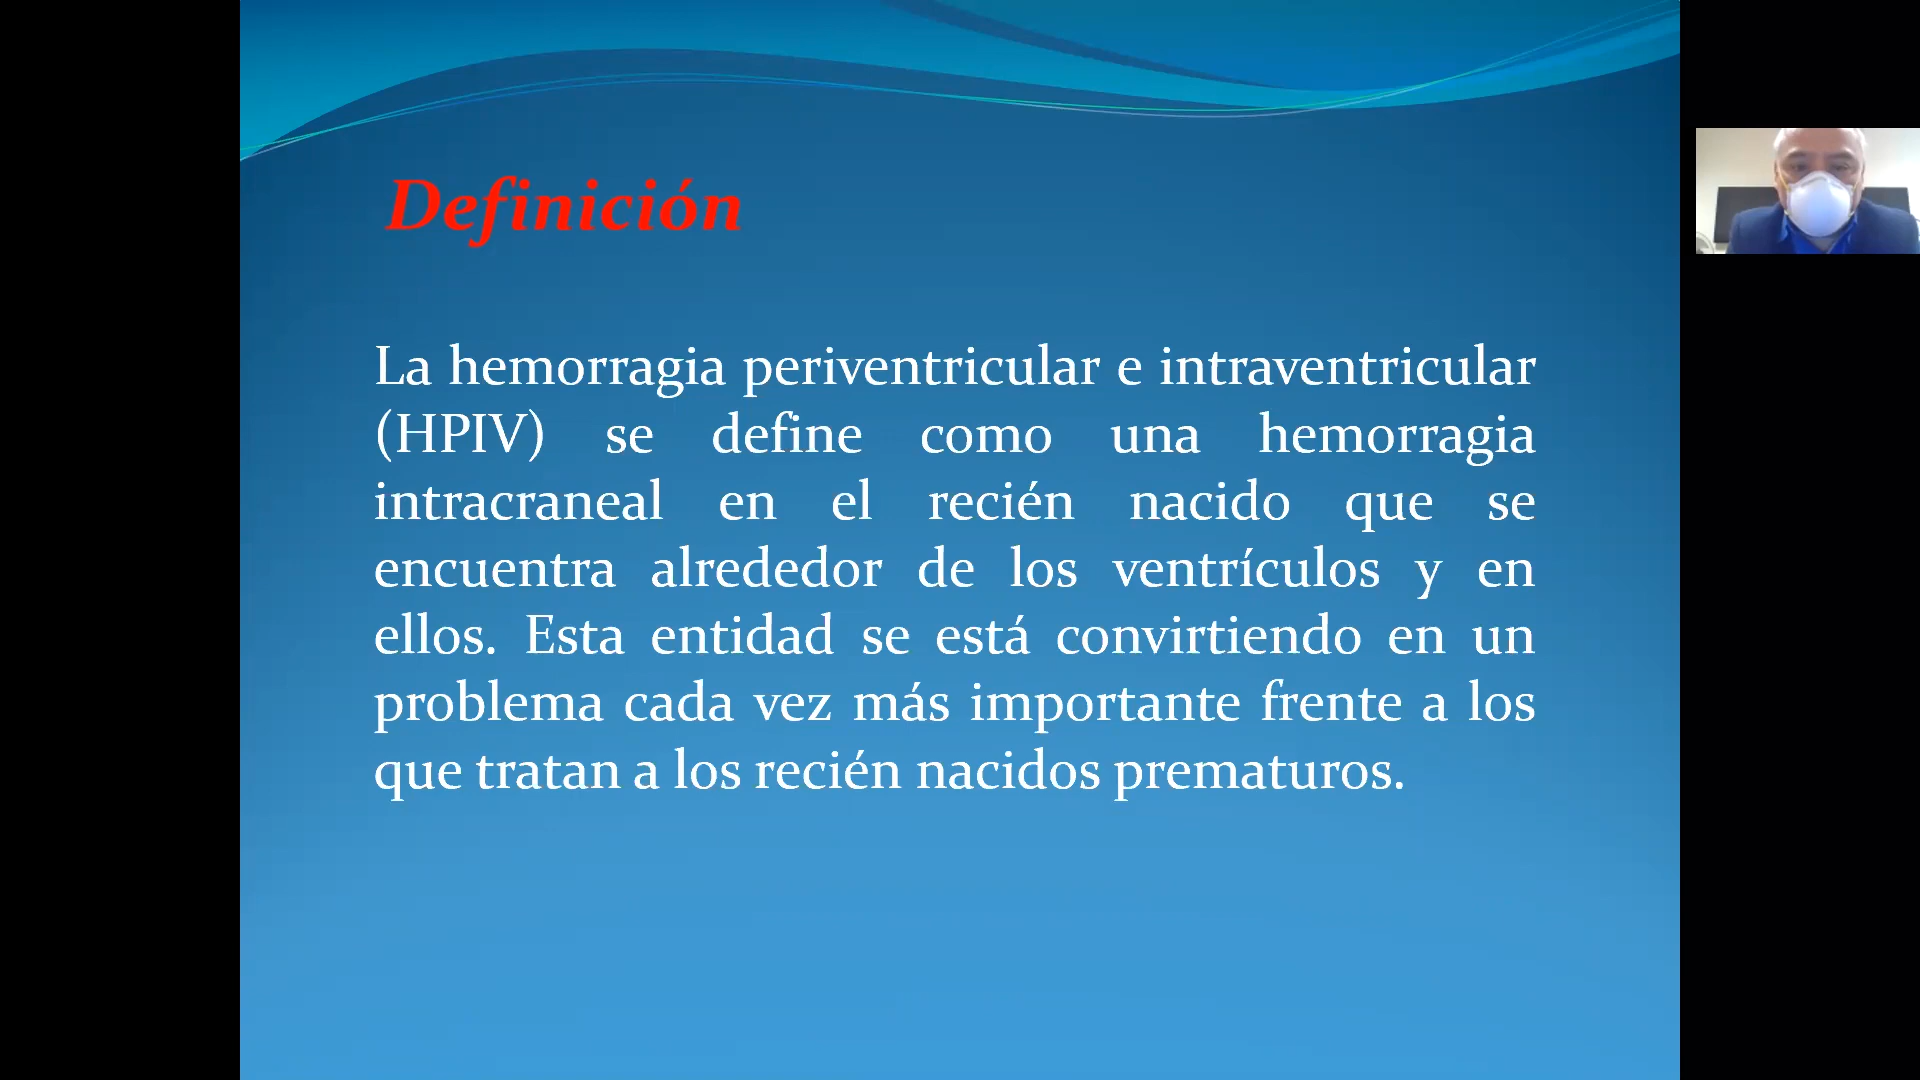 Definición
La hemorragia periventricular e intraventricular
(HPIV) se define como una hemorragia
intracraneal en el recién nacido que se
encuentra alrededor de los ventrículos y en
ellos. Esta entidad se está convirtiendo en un
problema cada vez más importante frente a los
que tratan a los recién nacidos prematuros.